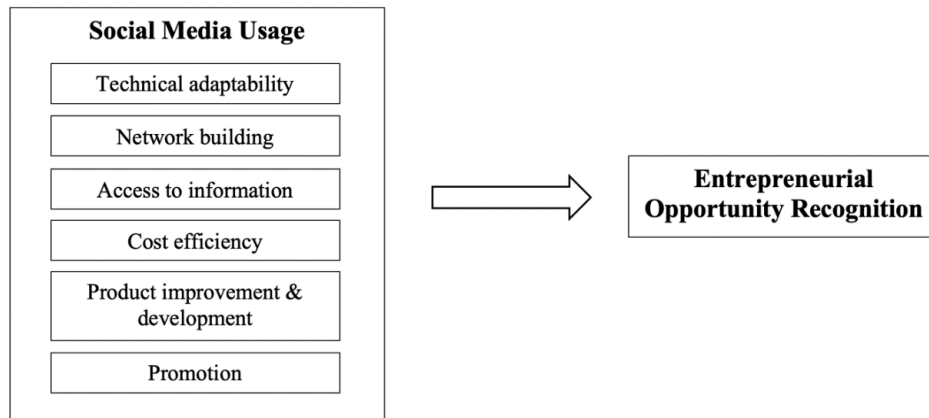 Social Media Usage
Technical adaptability
Network building
Access to information
Cost efficiency
Product improvement &
development
Promotion
Entrepreneurial
Opportunity Recognition